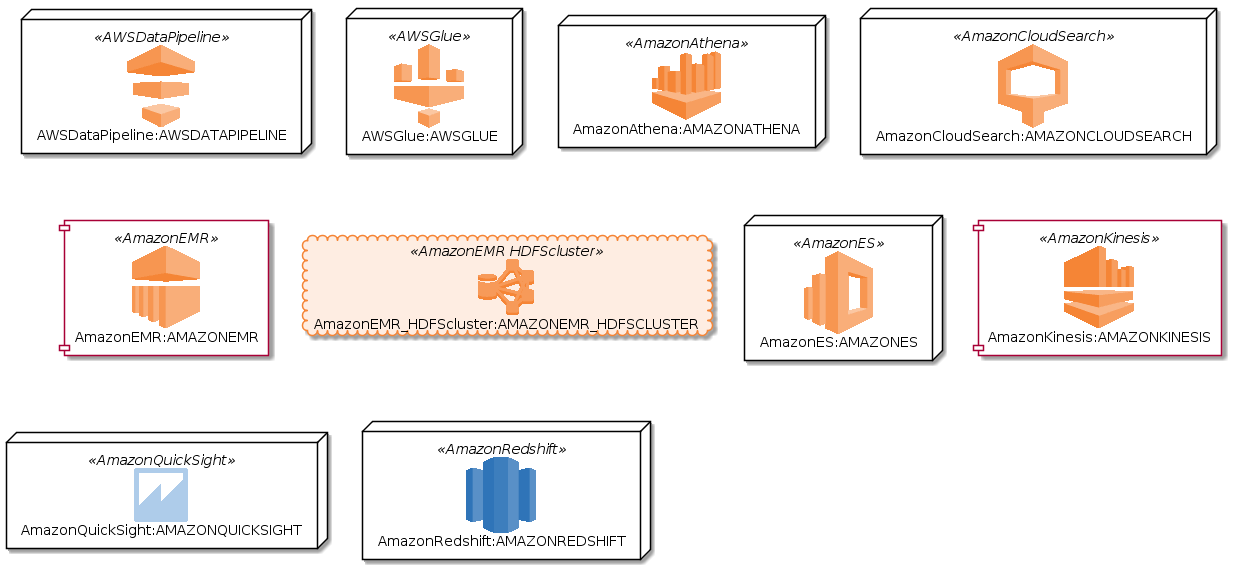 «AWSDataPipeline»
AWSDataPipeline:AWSDATAPIPELINE
«AWSGlue»
AWSGlue:AWSGLUE
«AmazonAthena»
AmazonAthena:AMAZONATHENA
«AmazonCloudSearch»
AmazonCloudSearch:AMAZONCLOUDSEARCH
«AmazonEMR»
AmazonEMR:AMAZONEMR
«AmazonEMR HDFScluster»
AmazonEMR_HDFScluster:AMAZONEMR_HDFSCLUSTER
«AmazonES»
AmazonES:AMAZONES
«AmazonKinesis»
AmazonKinesis:AMAZONKINESIS
«AmazonQuickSight»
AmazonQuickSight:AMAZONQUICKSIGHT
«AmazonRedshift»
AmazonRedshift:AMAZONREDSHIFT